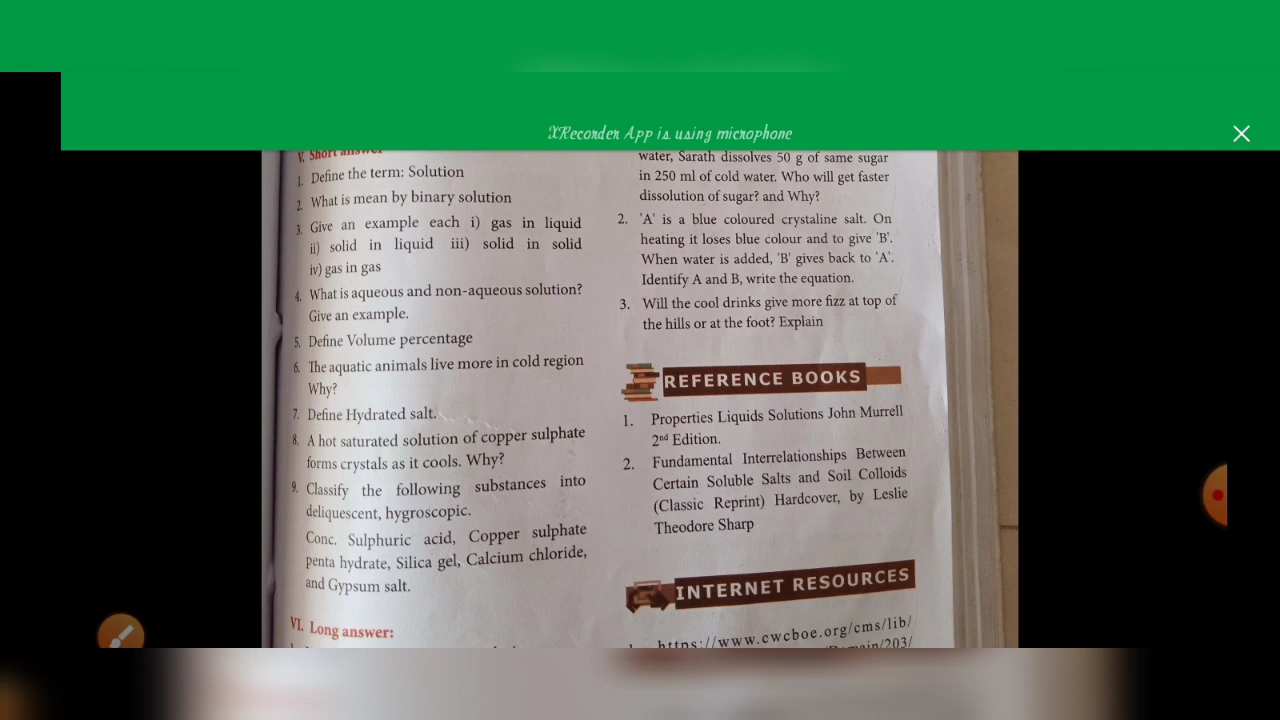 XRecorder App is using microphone
V. Short answer
1. Define the term: Solution
2. What is mean by binary solution
3. Give an example each i) gas in liquid
ii) solid in liquid iii) solid in solid
iv) gas in gas
4. What is aqueous and non-aqueous solution?
Give an example.
5. Define Volume percentage
6. The aquatic animals live more in cold region
Why?
7. Define Hydrated salt.
8. A hot saturated solution of copper sulphate
forms crystals as it cools. Why?
9. Classify the following substances into
deliquescent, hygroscopic.
Conc. Sulphuric acid, Copper sulphate
penta hydrate, Silica gel, Calcium chloride,
and Gypsum salt.
VI. Long answer:
water, Sarath dissolves 50 g of same sugar
in 250 ml of cold water. Who will get faster
dissolution of sugar? and Why?
2. 'A' is a blue coloured crystaline salt. On
heating it loses blue colour and to give 'B'.
When water is added, 'B' gives back to 'A'.
Identify A and B, write the equation.
3. Will the cool drinks give more fizz at top of
the hills or at the foot? Explain
REFERENCE BOOKS
1. Properties Liquids Solutions John Murrell
2nd Edition.
2. Fundamental Interrelationships Between
Certain Soluble Salts and Soil Colloids
(Classic Reprint) Hardcover, by Leslie
Theodore Sharp
INTERNET RESOURCES
https://www.cwcboe.org/cms/lib/
Domain/203/